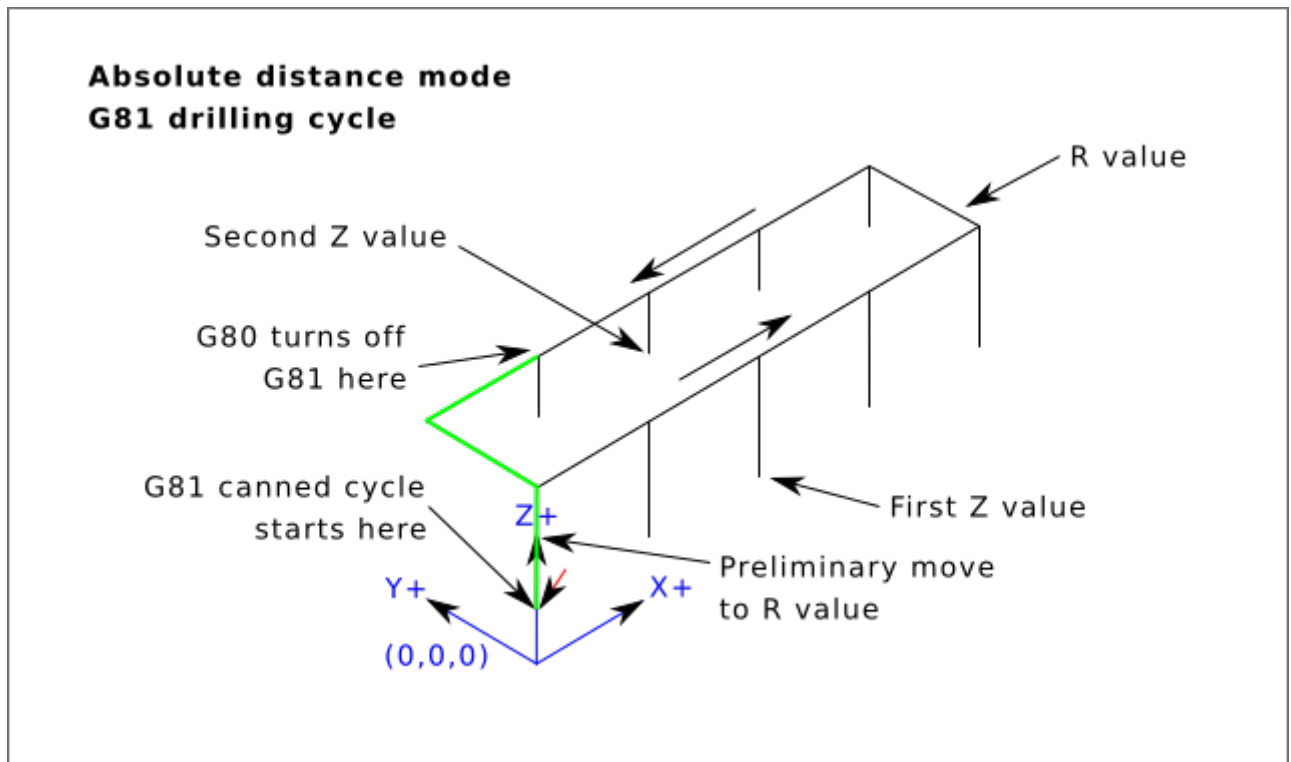 Absolute distance mode
G81 drilling cycle
R value
Second Z value
G80 turns off
G81 here
G81 canned cycle
starts here
Z+
First Z value
Preliminary move
to R value
Y+
X+
(0,0,0)